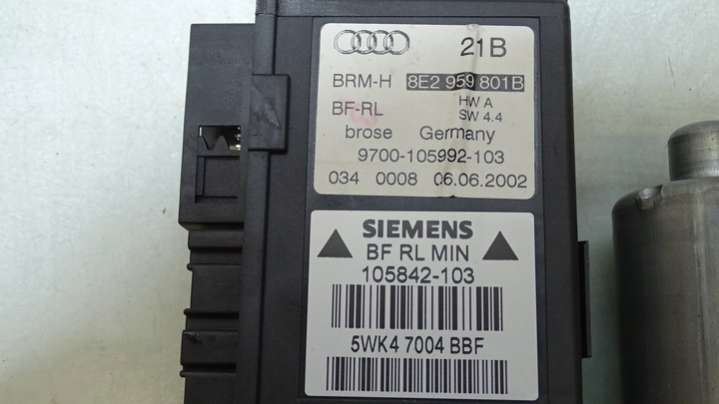 21B
BRM-H 8E2 959 801B
BF-RL HW A
SW 4.4
brose Germany
9700-105992-103
034 0008 06.06.2002
SIEMENS
BF RL MIN
105842-103
5WK4 7004 BBF